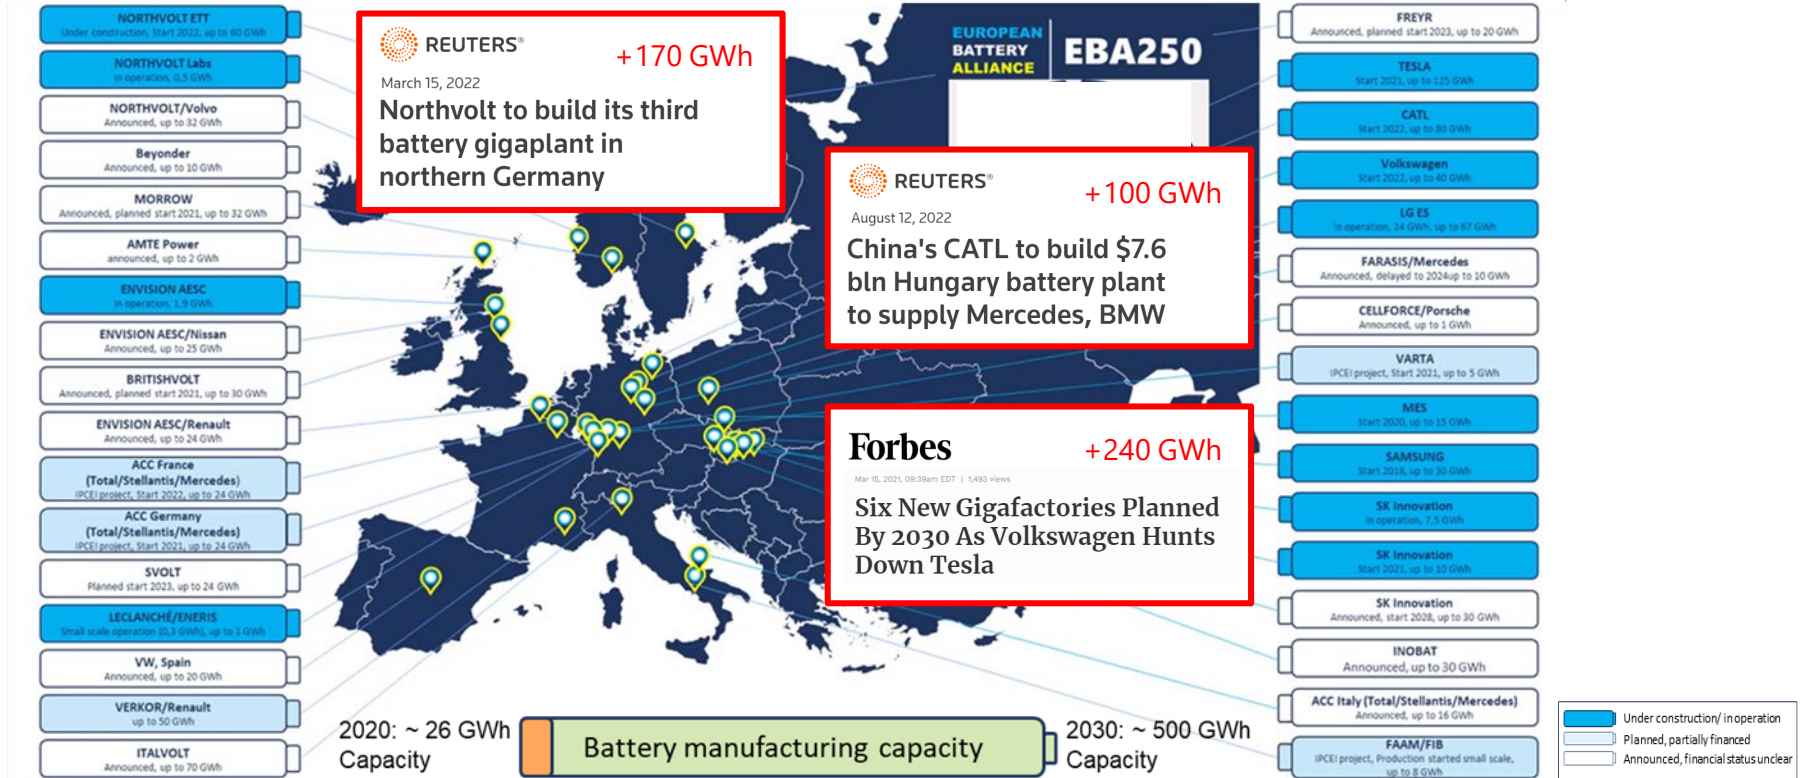 NORTHVOLT ETT
Under construction, Start 2022, up to 60 GWh
NORTHVOLT Labs
In operation, 0,5 GWh
NORTHVOLT/Volvo
Announced, up to 32 GWh
Beyonder
Announced, up to 10 GWh
MORROW
Announced, planned start 2021, up to 32 GWh
AMTE Power
announced, up to 2 GWh
ENVISION AESC
In operation, 1,9 GWh
ENVISION AESC/Nissan
Announced, up to 25 GWh
BRITISHVOLT
Announced, planned start 2021, up to 30 GWh
ENVISION AESC/Renault
Announced, up to 24 GWh
ACC France
(Total/Stellantis/Mercedes)
IPCEI project, Start 2022, up to 24 GWh
ACC Germany
(Total/Stellantis/Mercedes)
IPCEI project, Start 2021, up to 24 GWh
SVOLT
Planned start 2023, up to 24 GWh
LECLANCHÉ/ENERIS
Small scale operation (0,3 GWh), up to 1 GWh
VW, Spain
Announced, up to 20 GWh
VERKOR/Renault
up to 50 GWh
ITALVOLT
Announced, up to 70 GWh
REUTERS®
+170 GWh
March 15, 2022
Northvolt to build its third
battery gigaplant in
northern Germany
EUROPEAN
BATTERY
ALLIANCE
EBA250
REUTERS®
+100 GWh
August 12, 2022
China's CATL to build $7.6
bln Hungary battery plant
to supply Mercedes, BMW
Forbes
+240 GWh
Mar 15, 2021, 09:39am EDT | 1,493 views
Six New Gigafactories Planned
By 2030 As Volkswagen Hunts
Down Tesla
2020: ~ 26 GWh
Capacity
Battery manufacturing capacity
2030: ~ 500 GWh
Capacity
FREYR
Announced, planned start 2023, up to 20 GWh
TESLA
Start 2021, up to 125 GWh
CATL
Start 2022, up to 80 GWh
Volkswagen
Start 2022, up to 40 GWh
LG ES
In operation, 24 GWh, up to 67 GWh
FARASIS/Mercedes
Announced, delayed to 2024up to 10 GWh
CELLFORCE/Porsche
Announced, up to 1 GWh
VARTA
IPCEI project, Start 2021, up to 5 GWh
MES
Start 2020, up to 15 GWh
SAMSUNG
Start 2018, up to 30 GWh
SK Innovation
In operation, 7,5 GWh
SK Innovation
Start 2021, up to 10 GWh
SK Innovation
Announced, start 2028, up to 30 GWh
INOBAT
Announced, up to 30 GWh
ACC Italy (Total/Stellantis/Mercedes)
Announced, up to 16 GWh
FAAM/FIB
IPCEI project, Production started small scale,
up to 8 GWh
Under construction/ in operation
Planned, partially financed
Announced, financial status unclear